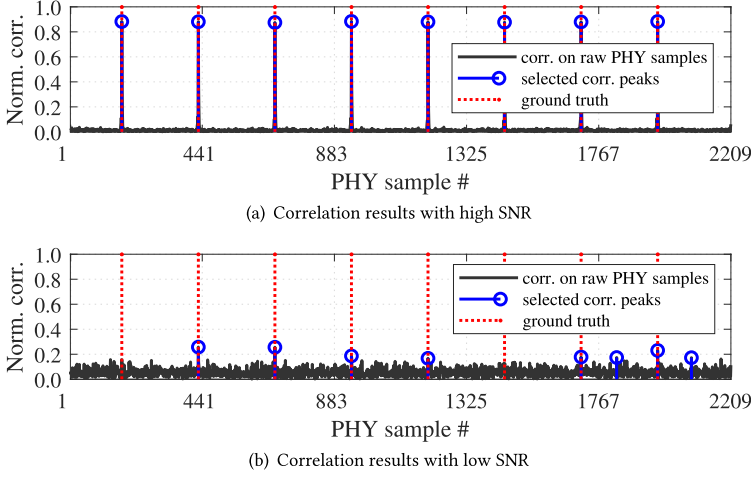 1.0
0.8
0.6
0.4
0.2
0.0
Norm. corr.
corr. on raw PHY samples
selected corr. peaks
ground truth
1 441 883 1325 1767 2209
PHY sample #
(a) Correlation results with high SNR
1.0
0.8
0.6
0.4
0.2
0.0
Norm. corr.
corr. on raw PHY samples
selected corr. peaks
ground truth
1 441 883 1325 1767 2209
PHY sample #
(b) Correlation results with low SNR